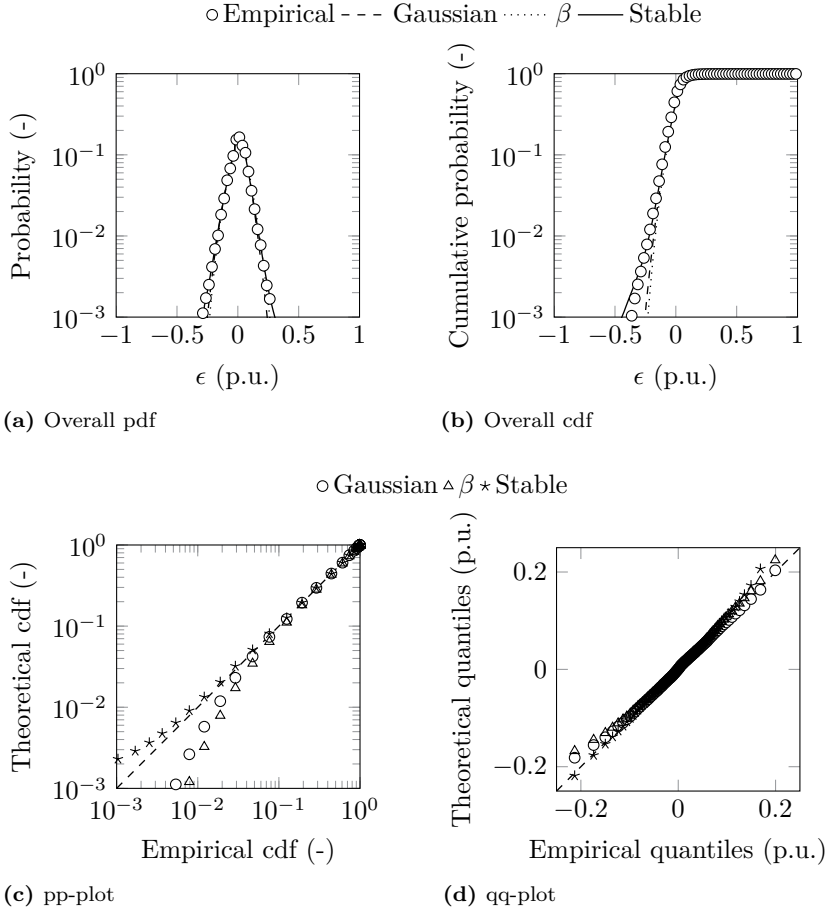 Empirical Gaussian β Stable
Probability (-)
10^0
10^−1
10^−2
10^−3
−1 −0.5 0 0.5 1
ϵ (p.u.)
(a) Overall pdf
Cumulative probability (-)
10^0
10^−1
10^−2
10^−3
−1 −0.5 0 0.5 1
ϵ (p.u.)
(b) Overall cdf
Gaussian β Stable
Theoretical cdf (-)
10^0
10^−1
10^−2
10^−3
10^−3 10^−2 10^−1 10^0
Empirical cdf (-)
(c) pp-plot
Theoretical quantiles (p.u.)
0.2
0
−0.2
−0.2 0 0.2
Empirical quantiles (p.u.)
(d) qq-plot